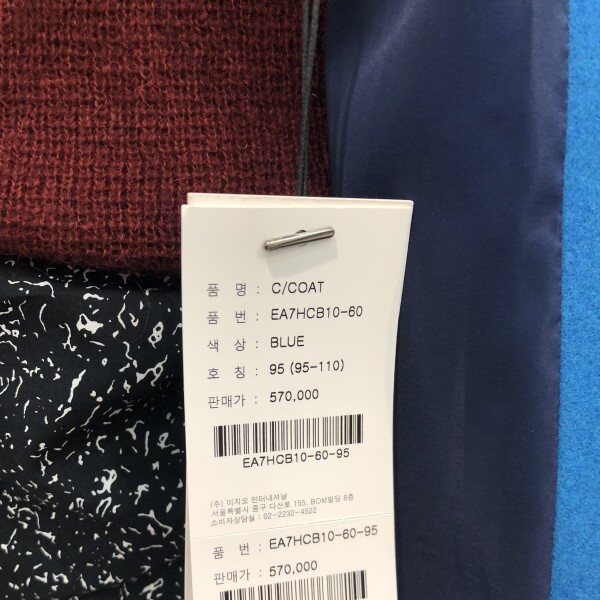 품 명 : C/COAT
품 번 : EA7HCB10-60
색 상 : BLUE
호 칭 : 95 (95-110)
판매가 : 570,000
EA7HCB10-60-95
(주) 이지오 인터내셔날
서울특별시 중구 다산로 155, BOM빌딩 8층
소비자상담실 : 02-2232-4522
품 번 : EA7HCB10-60-95
판매가 : 570,000